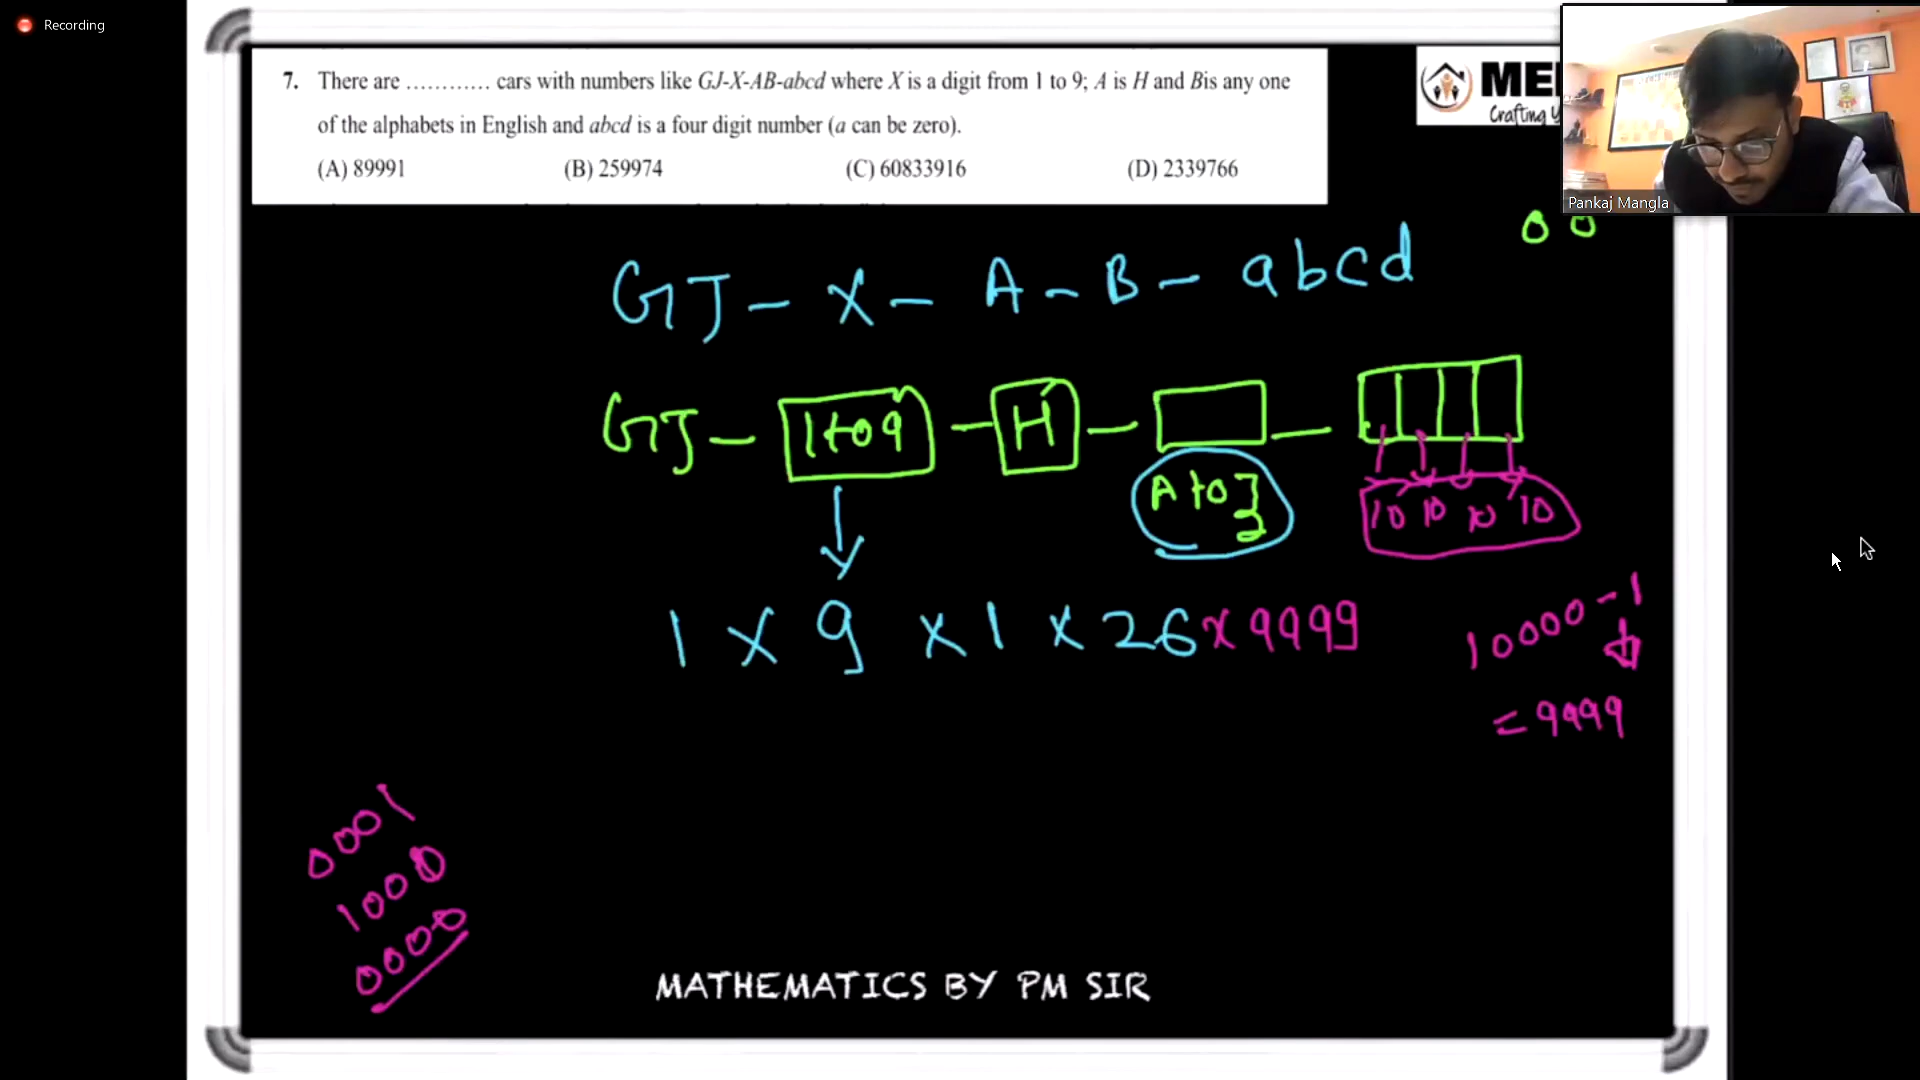 Recording
7. There are ............ cars with numbers like GJ-X-AB-abcd where X is a digit from 1 to 9; A is H and Bis any one
of the alphabets in English and abcd is a four digit number (a can be zero).
(A) 89991 (B) 259974 (C) 60833916 (D) 2339766
Crafting
Pankaj Mangla
0 0
GJ - X - A - B - abcd
GJ - 1 to 9 - H - -
A to Z
10 10 10 10
1 x 9 x 1 x 26 x 9999
10000 - 1
= 9999
0001
1000
0000
MATHEMATICS BY PM SIR